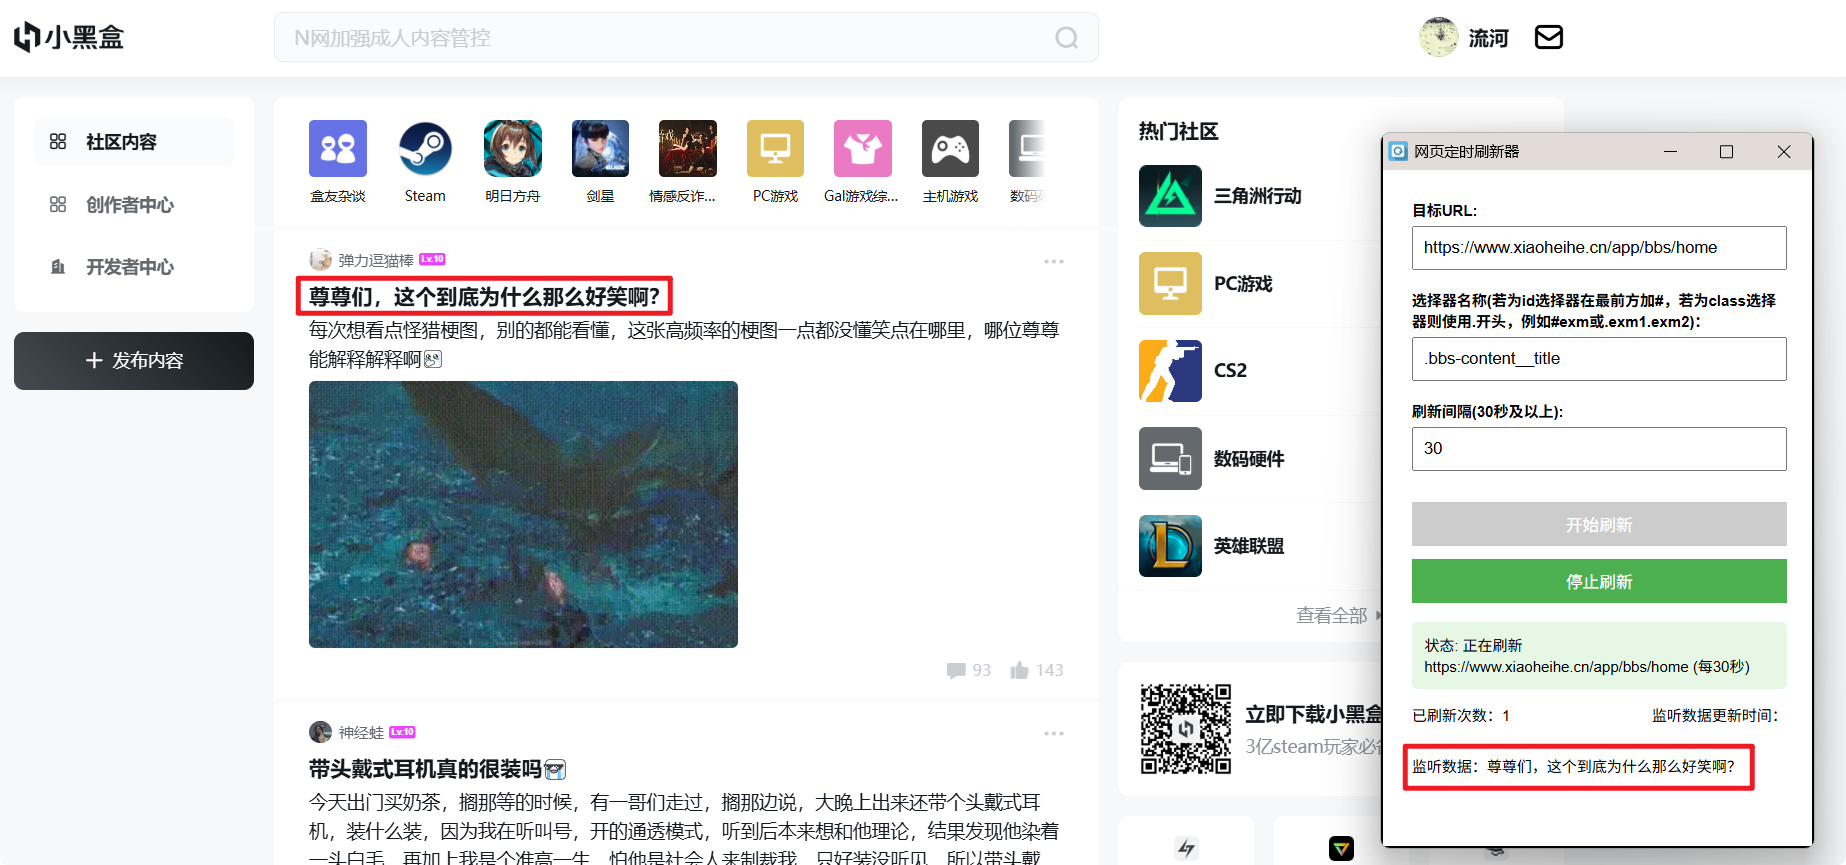 小黑盒
N网加强成人内容管控
流河
社区内容
创作者中心
开发者中心
+ 发布内容
盒友杂谈
Steam
明日方舟
剑星
情感反诈...
PC游戏
Gal游戏综...
主机游戏
数码硬
弹力逗猫棒 Lv.10
尊尊们，这个到底为什么那么好笑啊？
每次想看点怪猎梗图，别的都能看懂，这张高频率的梗图一点都没懂笑点在哪里，哪位尊尊
能解释解释啊
93
143
神经蛙 Lv.10
带头戴式耳机真的很装吗
今天出门买奶茶，搁那等的时候，有一哥们走过，搁那边说，大晚上出来还带个头戴式耳
机，装什么装，因为我在听叫号，开的通透模式，听到后本来想和他理论，结果发现他染着
一头白毛，再加上我是个准高一生，怕他是社会人来制裁我，只好装没听见，所以带头戴
热门社区
三角洲行动
PC游戏
CS2
数码硬件
英雄联盟
查看全部
立即下载小黑盒
3亿steam玩家必
网页定时刷新器
目标URL:
https://www.xiaoheihe.cn/app/bbs/home
选择器名称(若为id选择器在最前方加#，若为class选择
器则使用.开头，例如#exm或.exm1.exm2)：
.bbs-content__title
刷新间隔(30秒及以上):
30
开始刷新
停止刷新
状态: 正在刷新
https://www.xiaoheihe.cn/app/bbs/home (每30秒)
已刷新次数：1
监听数据更新时间：
监听数据：尊尊们，这个到底为什么那么好笑啊？